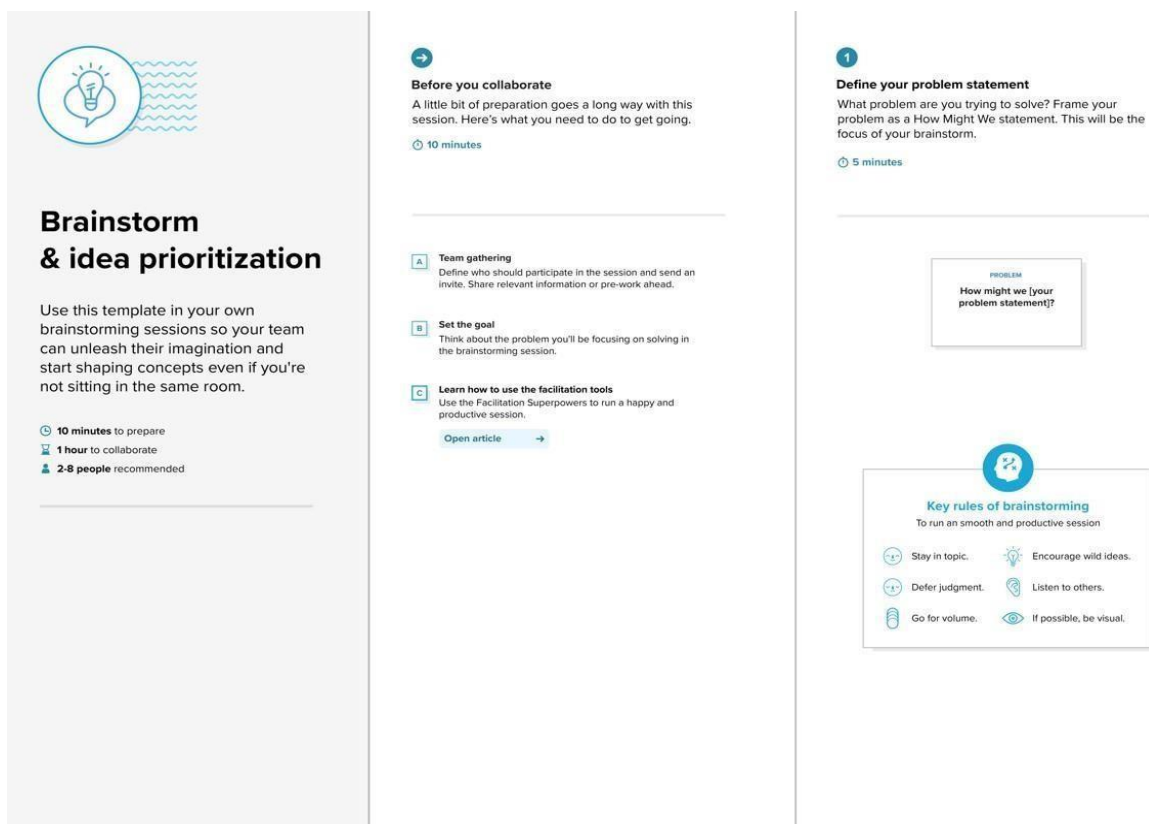 Brainstorm
& idea prioritization
Use this template in your own
brainstorming sessions so your team
can unleash their imagination and
start shaping concepts even if you're
not sitting in the same room.
10 minutes to prepare
1 hour to collaborate
2-8 people recommended
Before you collaborate
A little bit of preparation goes a long way with this
session. Here's what you need to do to get going.
10 minutes
A
Team gathering
Define who should participate in the session and send an
invite. Share relevant information or pre-work ahead.
B
Set the goal
Think about the problem you'll be focusing on solving in
the brainstorming session.
C
Learn how to use the facilitation tools
Use the Facilitation Superpowers to run a happy and
productive session.
Open article
1
Define your problem statement
What problem are you trying to solve? Frame your
problem as a How Might We statement. This will be the
focus of your brainstorm.
5 minutes
PROBLEM
How might we [your
problem statement]?
Key rules of brainstorming
To run an smooth and productive session
Stay in topic.
Encourage wild ideas.
Defer judgment.
Listen to others.
Go for volume.
If possible, be visual.